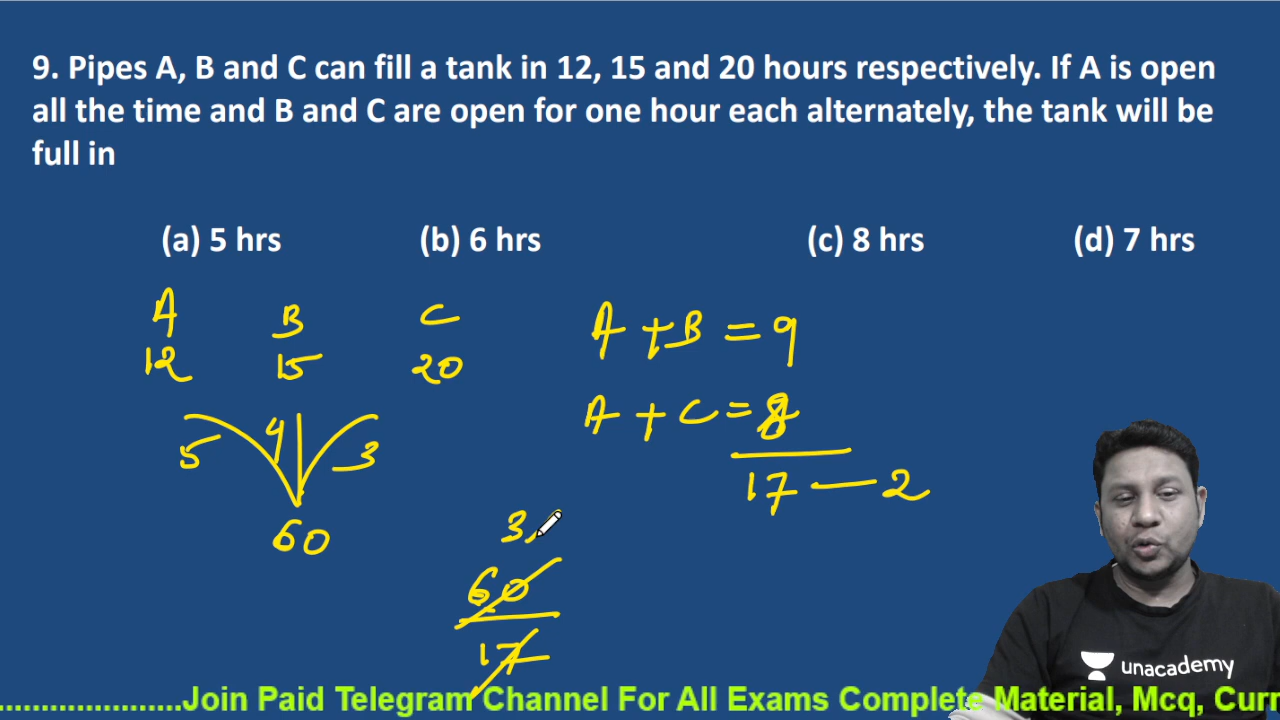 9. Pipes A, B and C can fill a tank in 12, 15 and 20 hours respectively. If A is open
all the time and B and C are open for one hour each alternately, the tank will be
full in
(a) 5 hrs (b) 6 hrs (c) 8 hrs (d) 7 hrs
A B C
12 15 20
5 4 3
60
A + B = 9
A + C = 8
17 — 2
3,
60
17
unacademy
.....................Join Paid Telegram Channel For All Exams Complete Material, Mcq, Curr